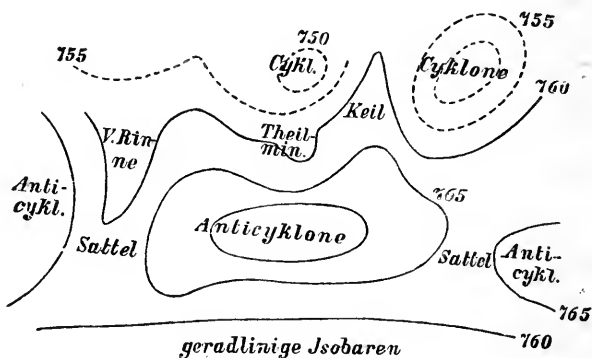 755
750
755
Cykl.
Cyklone
760
Keil
V. Rin-
ne
Theil-
min.
Anti-
cykl.
765
Anticyklone
Sattel
Sattel
Anti-
cykl.
765
760
geradlinige Jsobaren